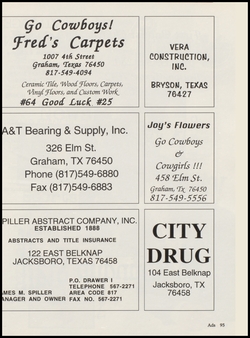 Go Cowboys!
Fred's Carpets
1007 4th Street
Graham, Texas 76450
817-549-4094
Ceramic Tile, Wood Floors, Carpets,
Vinyl Floors, and Custom Work
#64 Good Luck #25
VERA
CONSTRUCTION,
INC.
BRYSON, TEXAS
76427
A&T Bearing & Supply, Inc.
326 Elm St.
Graham, TX 76450
Phone (817)549-6880
Fax (817)549-6883
Joy's Flowers
Go Cowboys
&
Cowgirls !!!
458 Elm St.
Graham, Tx 76450
817-549-5556
PILLER ABSTRACT COMPANY, INC.
ESTABLISHED 1888
ABSTRACTS AND TITLE INSURANCE
122 EAST BELKNAP
JACKSBORO, TEXAS 76458
P.O. DRAWER I
TELEPHONE 567-2271
AMES M. SPILLER AREA CODE 817
ANAGER AND OWNER FAX NO. 567-2271
CITY
DRUG
104 East Belknap
Jacksboro, TX
76458
Ads 95